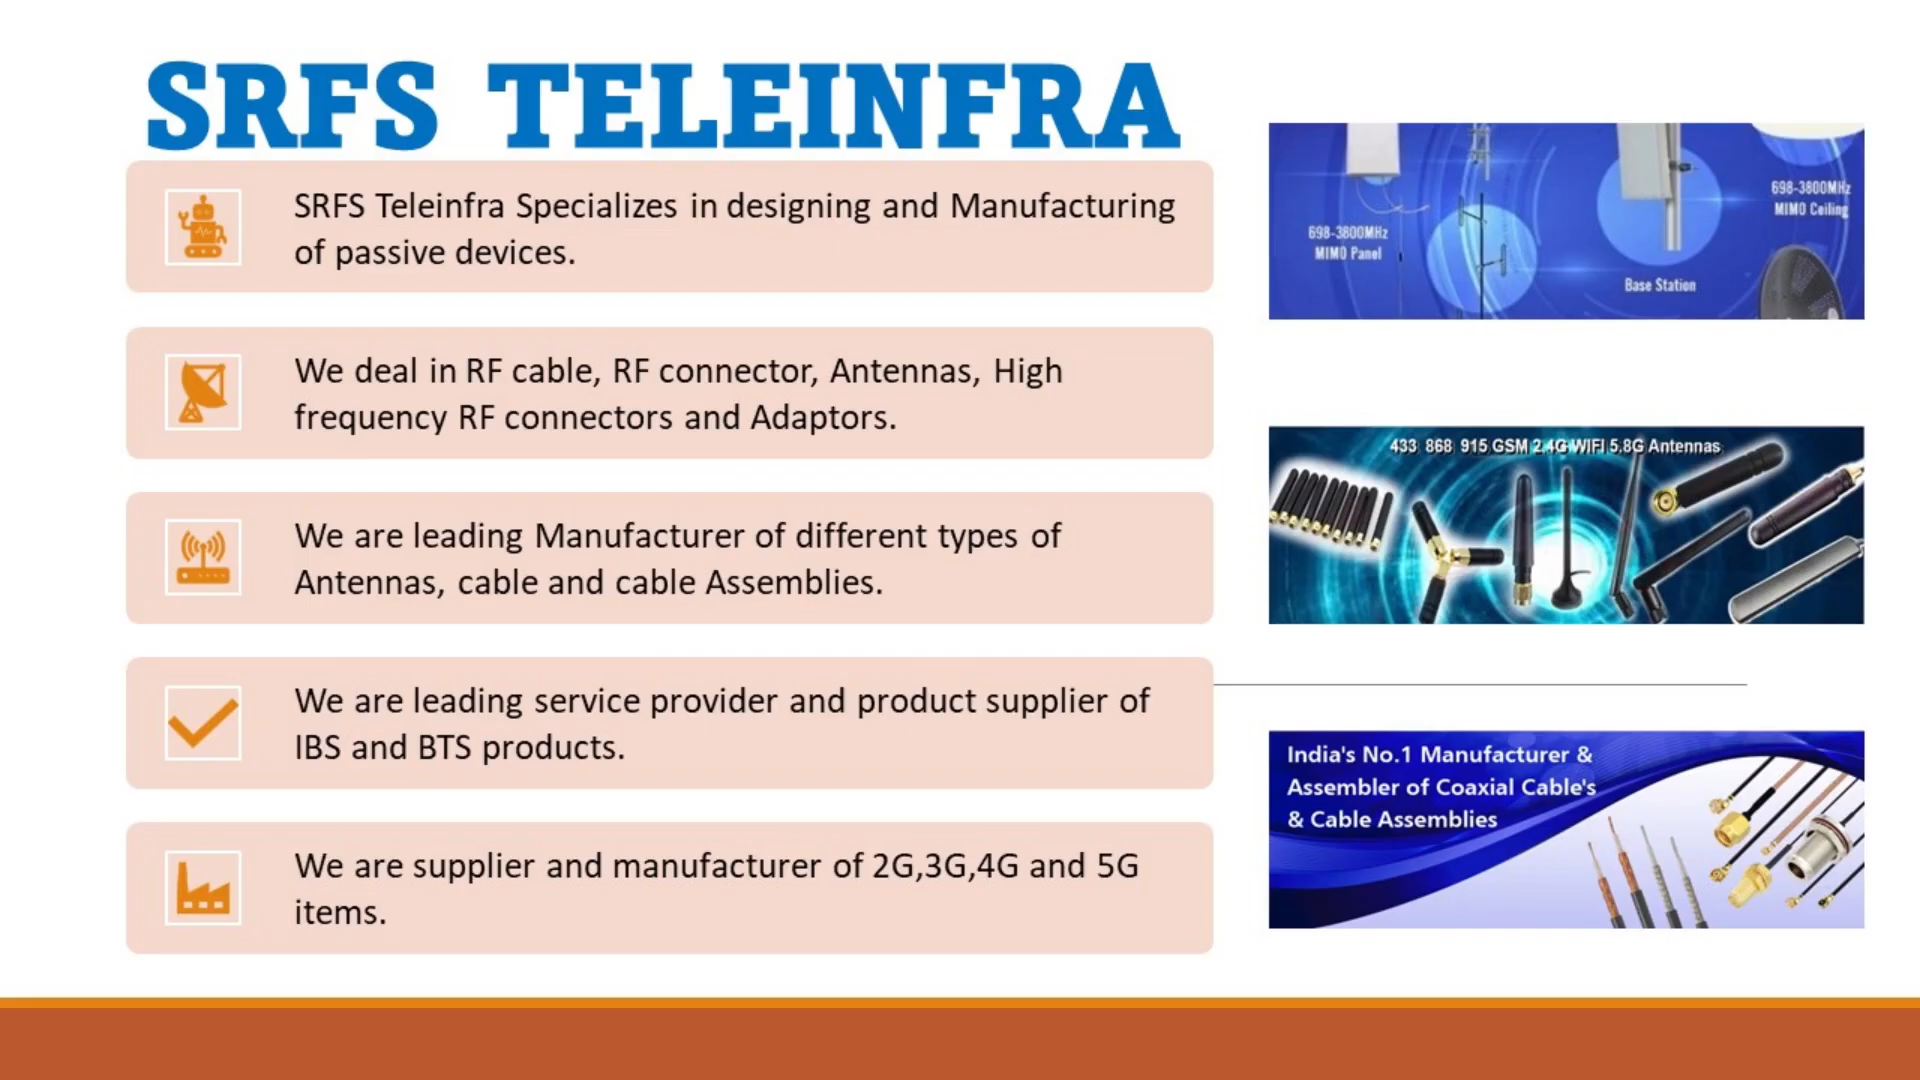 SRFS TELEINFRA
SRFS Teleinfra Specializes in designing and Manufacturing
of passive devices.
We deal in RF cable, RF connector, Antennas, High
frequency RF connectors and Adaptors.
We are leading Manufacturer of different types of
Antennas, cable and cable Assemblies.
We are leading service provider and product supplier of
IBS and BTS products.
We are supplier and manufacturer of 2G,3G,4G and 5G
items.
698-3800MHz
MIMO Panel
Base Station
698-3800MHz
MIMO Ceiling
433 868 915 GSM 2.4G WIFI 5.8G Antennas
India's No.1 Manufacturer &
Assembler of Coaxial Cable's
& Cable Assemblies